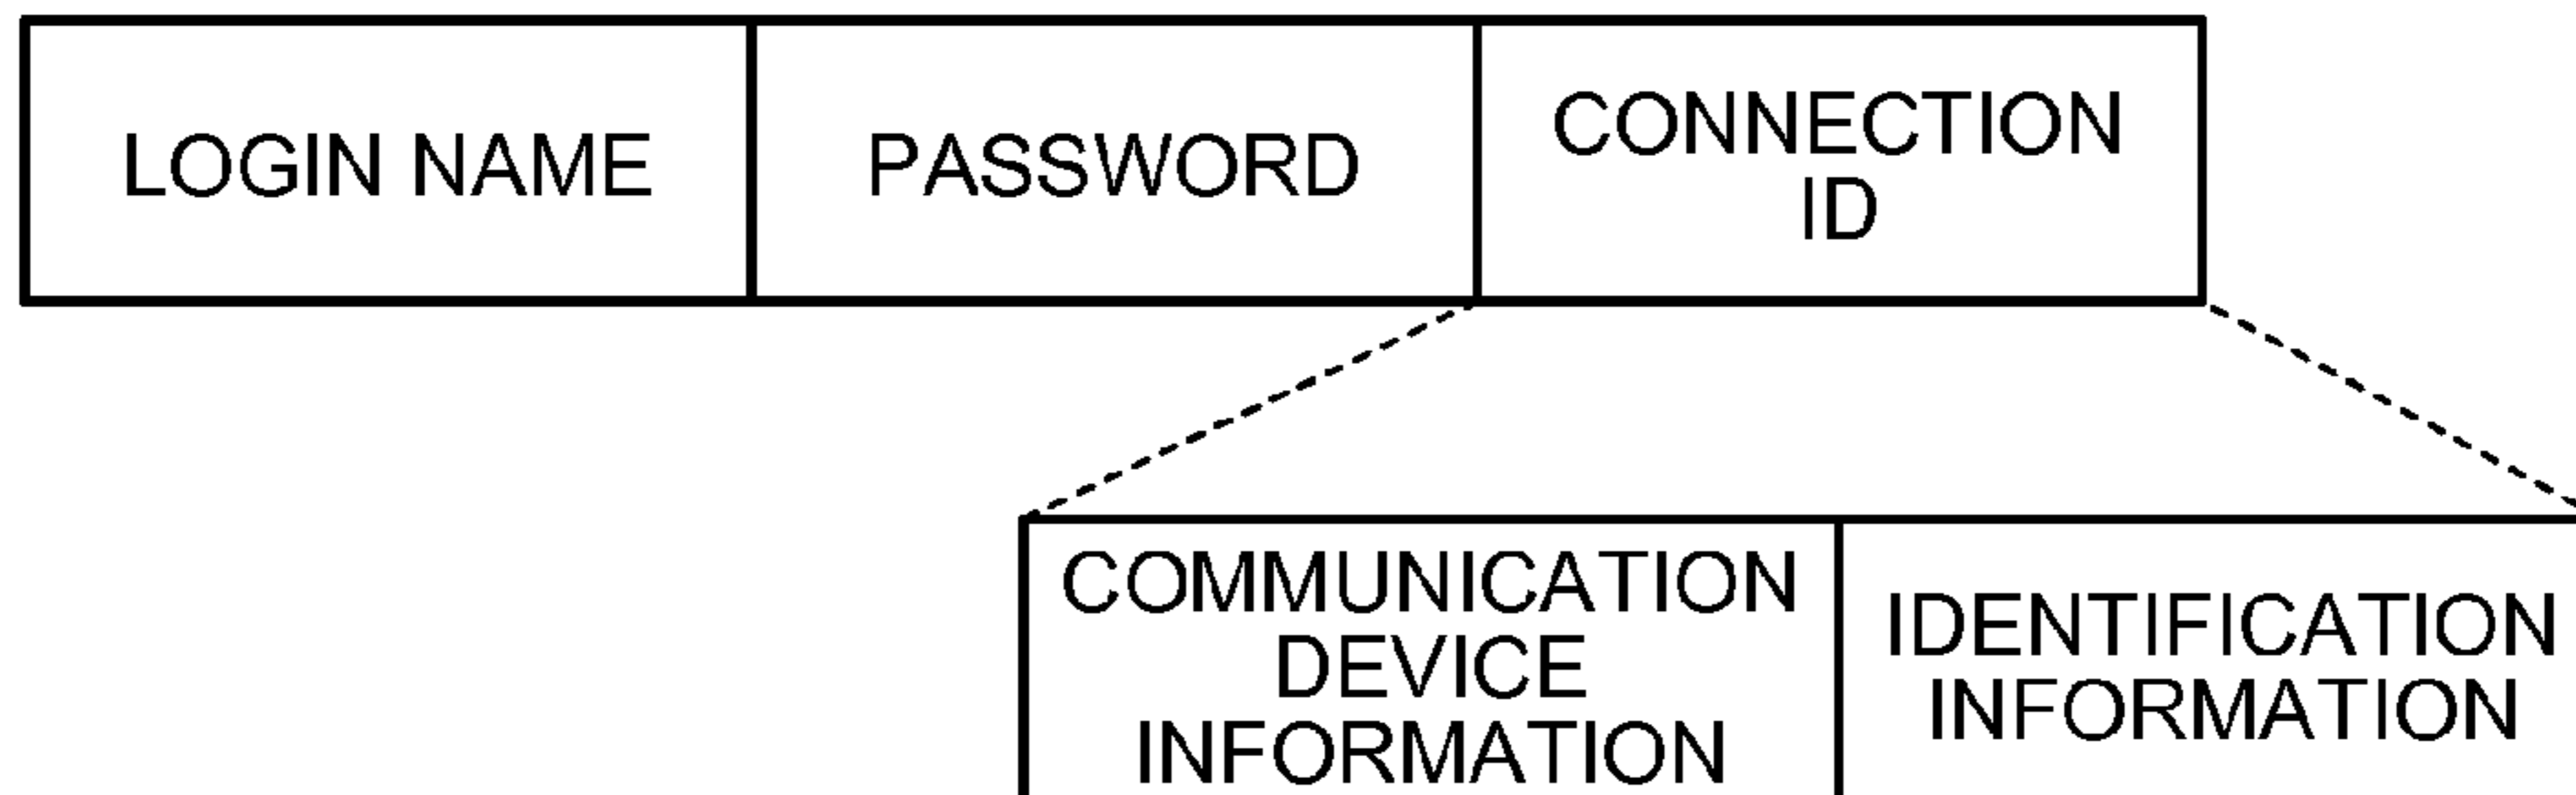 LOGIN NAME
PASSWORD
CONNECTION
ID
COMMUNICATION
DEVICE
INFORMATION
IDENTIFICATION
INFORMATION